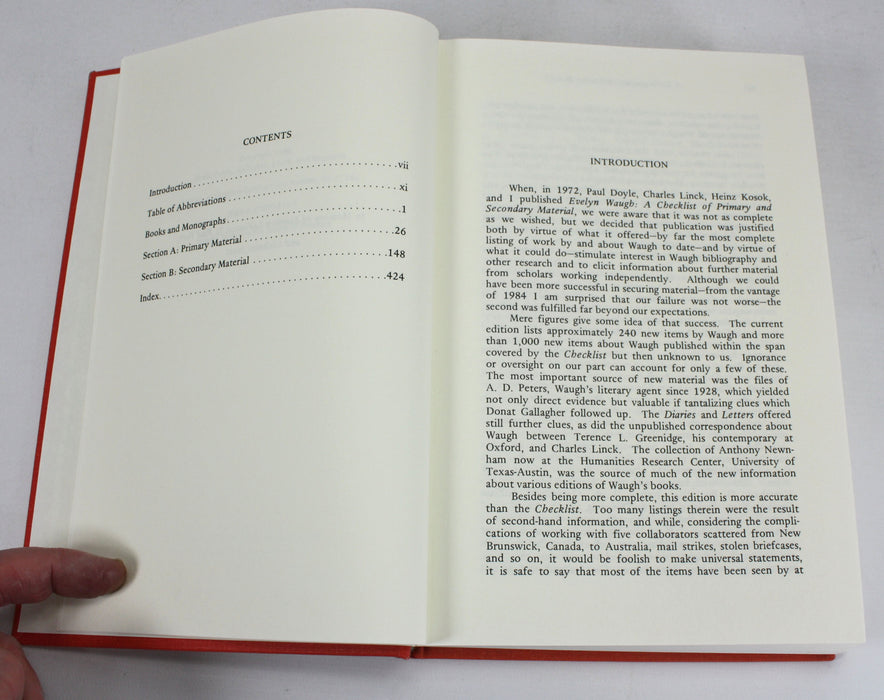 CONTENTS
Introduction . . . . . . . . . . . . . . . . . . . . . . . . . . . . . . . . . . . . vii
Table of Abbreviations . . . . . . . . . . . . . . . . . . . . . . . . . . . . xi
Books and Monographs . . . . . . . . . . . . . . . . . . . . . . . . . . . . 1
Section A: Primary Material . . . . . . . . . . . . . . . . . . . . . . . . 26
Section B: Secondary Material . . . . . . . . . . . . . . . . . . . . . 148
Index . . . . . . . . . . . . . . . . . . . . . . . . . . . . . . . . . . . . . . . . 424
INTRODUCTION
When, in 1972, Paul Doyle, Charles Linck, Heinz Kosok,
and I published Evelyn Waugh: A Checklist of Primary and
Secondary Material, we were aware that it was not as complete
as we wished, but we decided that publication was justified
both by virtue of what it offered—by far the most complete
listing of work by and about Waugh to date—and by virtue of
what it could do—stimulate interest in Waugh bibliography and
other research and to elicit information about further material
from scholars working independently. Although we could
have been more successful in securing material—from the vantage
of 1984 I am surprised that our failure was not worse—the
second was fulfilled far beyond our expectations.
Mere figures give some idea of that success. The current
edition lists approximately 240 new items by Waugh and more
than 1,000 new items about Waugh published within the span
covered by the Checklist but then unknown to us. Ignorance
or oversight on our part can account for only a few of these.
The most important source of new material was the files of
A. D. Peters, Waugh's literary agent since 1928, which yielded
not only direct evidence but valuable if tantalizing clues which
Donat Gallagher followed up. The Diaries and Letters offered
still further clues, as did the unpublished correspondence about
Waugh between Terence L. Greenidge, his contemporary at
Oxford, and Charles Linck. The collection of Anthony Newn-
ham now at the Humanities Research Center, University of
Texas-Austin, was the source of much of the new information
about various editions of Waugh's books.
Besides being more complete, this edition is more accurate
than the Checklist. Too many listings therein were the result
of second-hand information, and while, considering the compli-
cations of working with five collaborators scattered from New
Brunswick, Canada, to Australia, mail strikes, stolen briefcases,
and so on, it would be foolish to make universal statements,
it is safe to say that most of the items have been seen by at